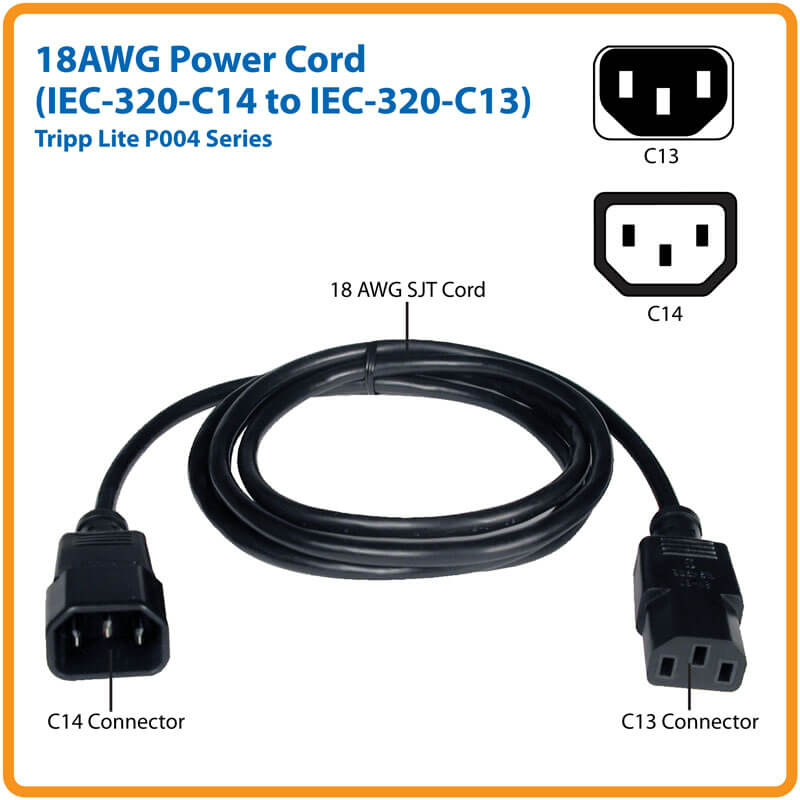 18AWG Power Cord
(IEC-320-C14 to IEC-320-C13)
Tripp Lite P004 Series
C13
C14
18 AWG SJT Cord
C14 Connector
C13 Connector